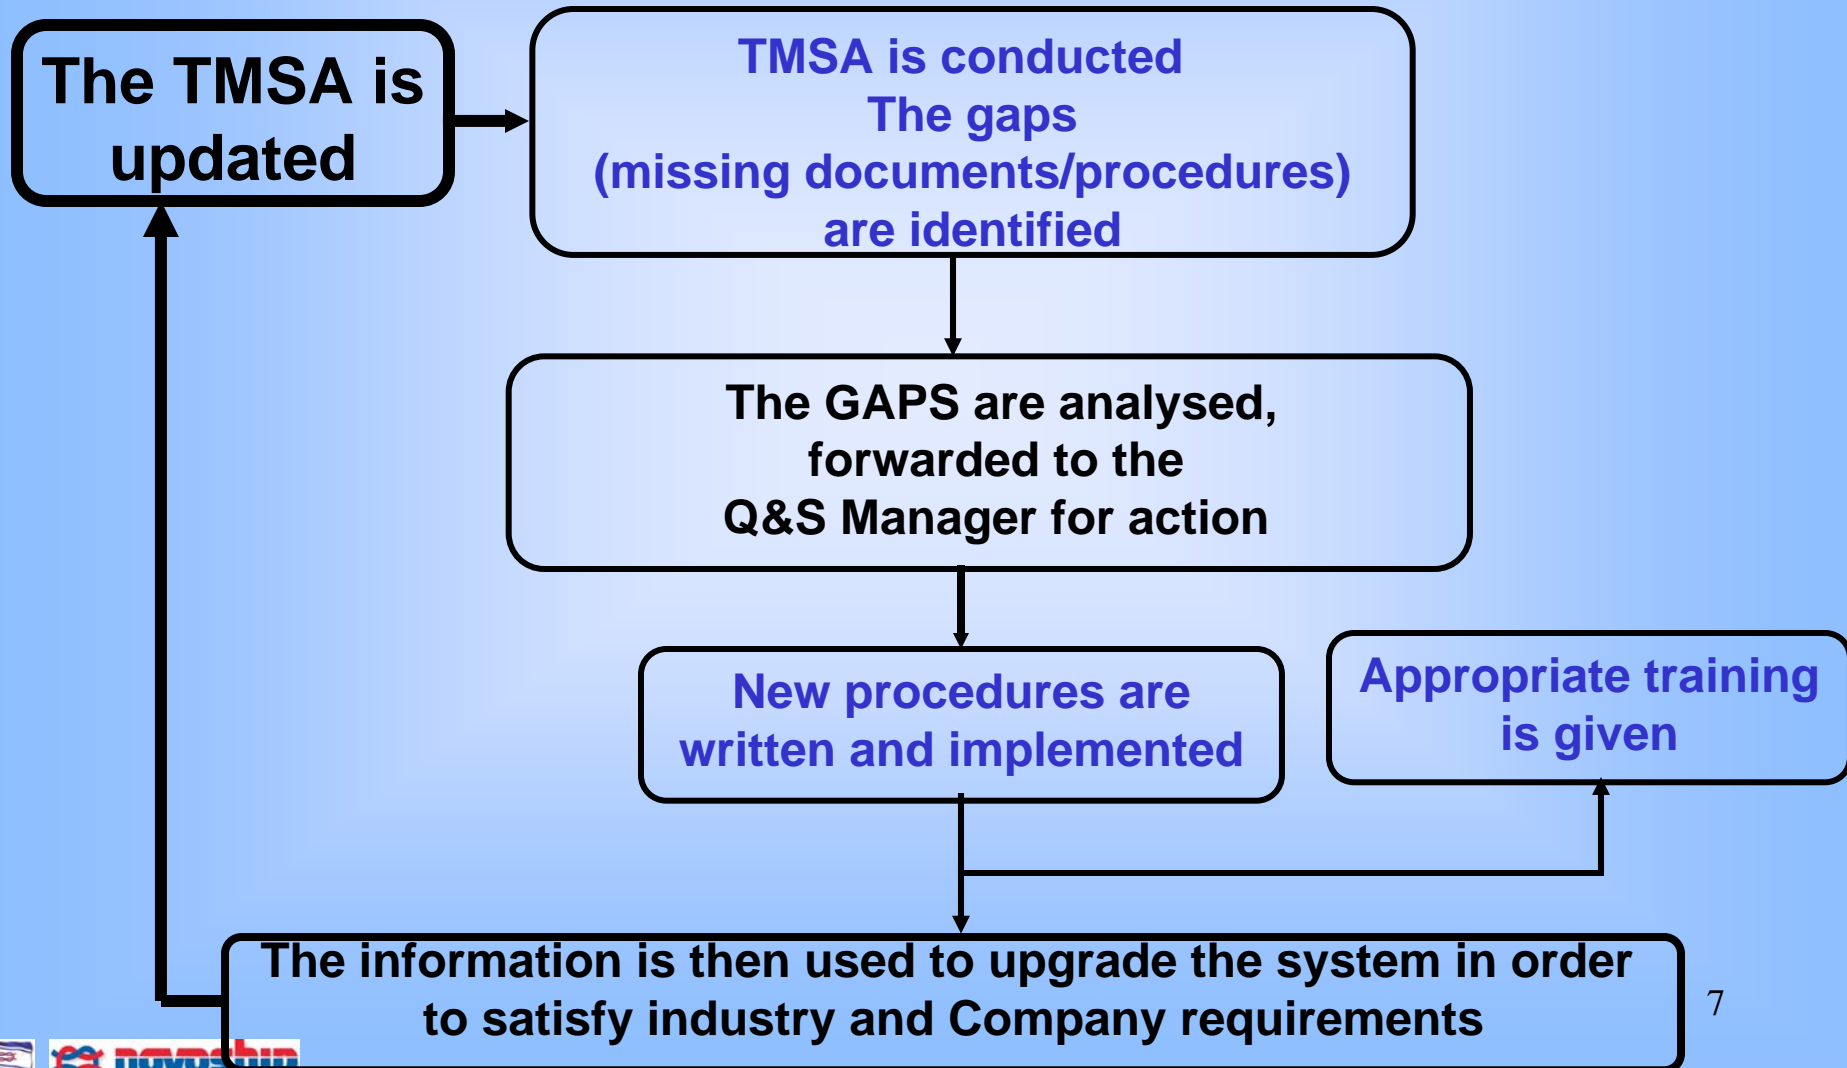 The TMSA is
updated
TMSA is conducted
The gaps
(missing documents/procedures)
are identified
The GAPS are analysed,
forwarded to the
Q&S Manager for action
New procedures are
written and implemented
Appropriate training
is given
The information is then used to upgrade the system in order
to satisfy industry and Company requirements
7
novoship